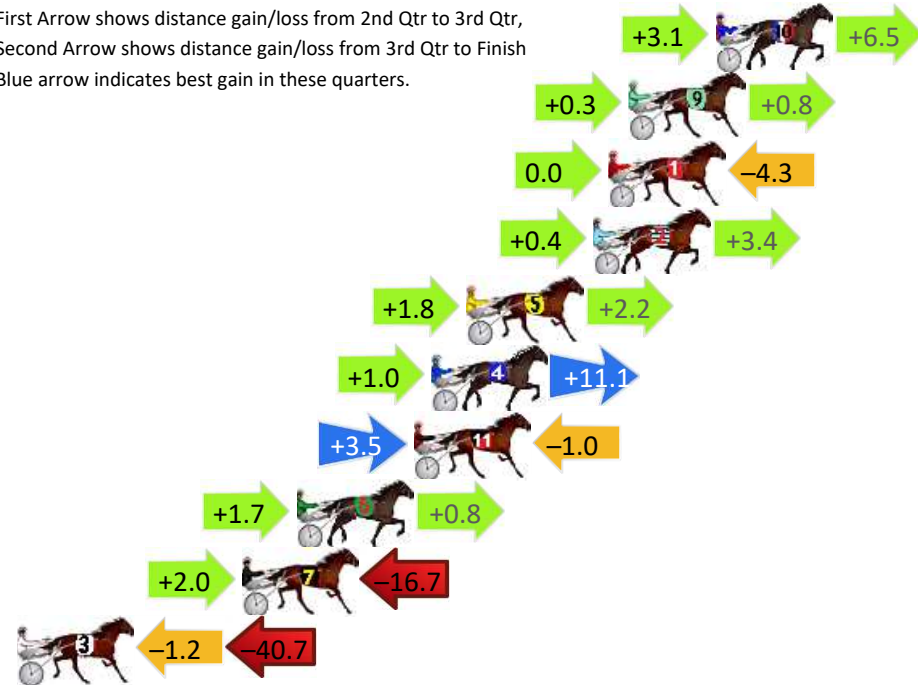 First Arrow shows distance gain/loss from 2nd Qtr to 3rd Qtr,
Second Arrow shows distance gain/loss from 3rd Qtr to Finish
Blue arrow indicates best gain in these quarters.
+3.1 10 +6.5
+0.3 9 +0.8
0.0 1 –4.3
+0.4 2 +3.4
+1.8 5 +2.2
+1.0 4 +11.1
+3.5 11 –1.0
+1.7 6 +0.8
+2.0 7 –16.7
3 –1.2 –40.7